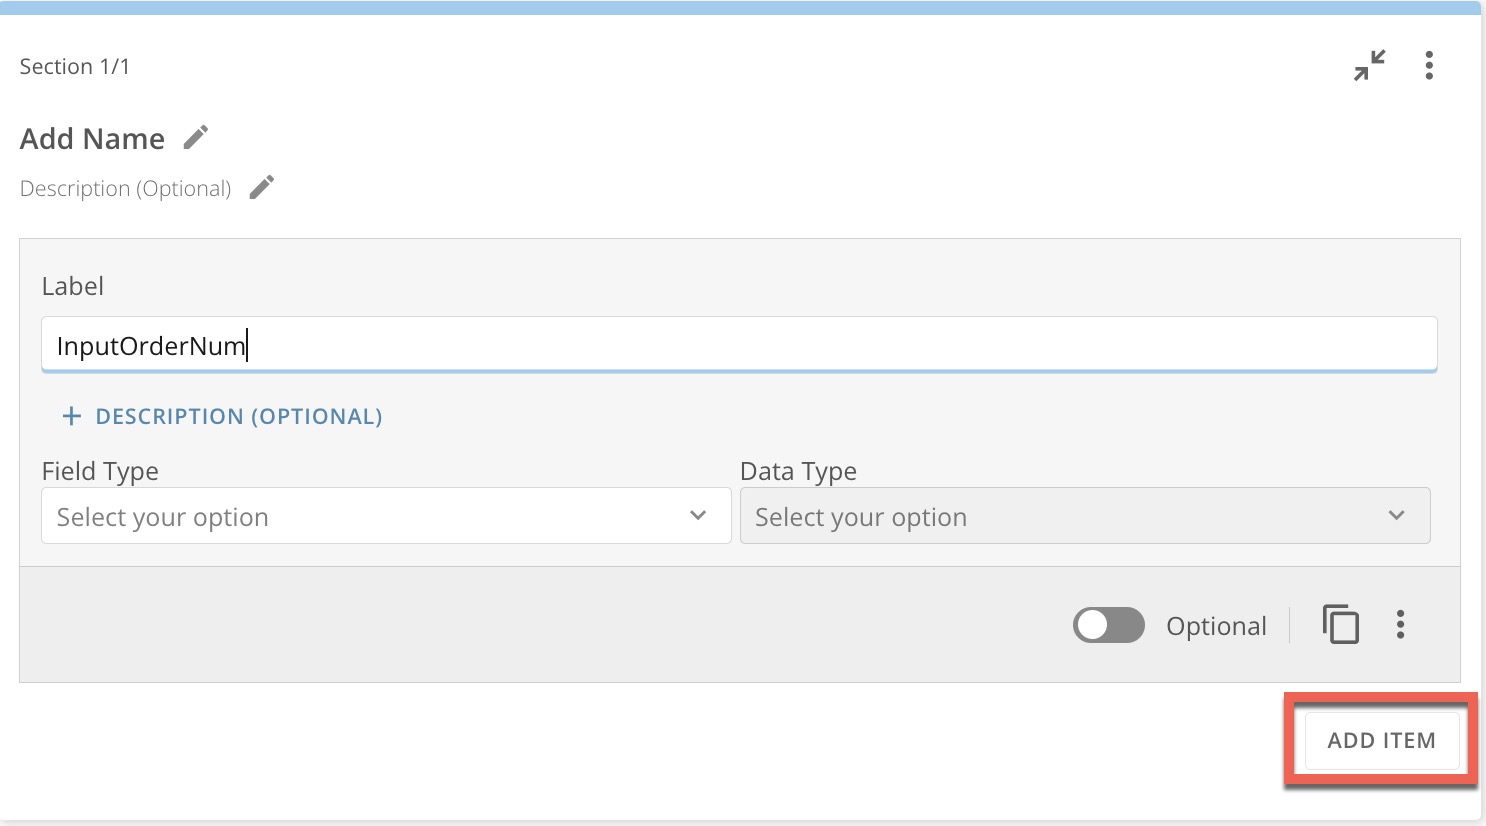 Section 1/1
Add Name
Description (Optional)
Label
InputOrderNum
+ DESCRIPTION (OPTIONAL)
Field Type Data Type
Select your option Select your option
Optional
ADD ITEM